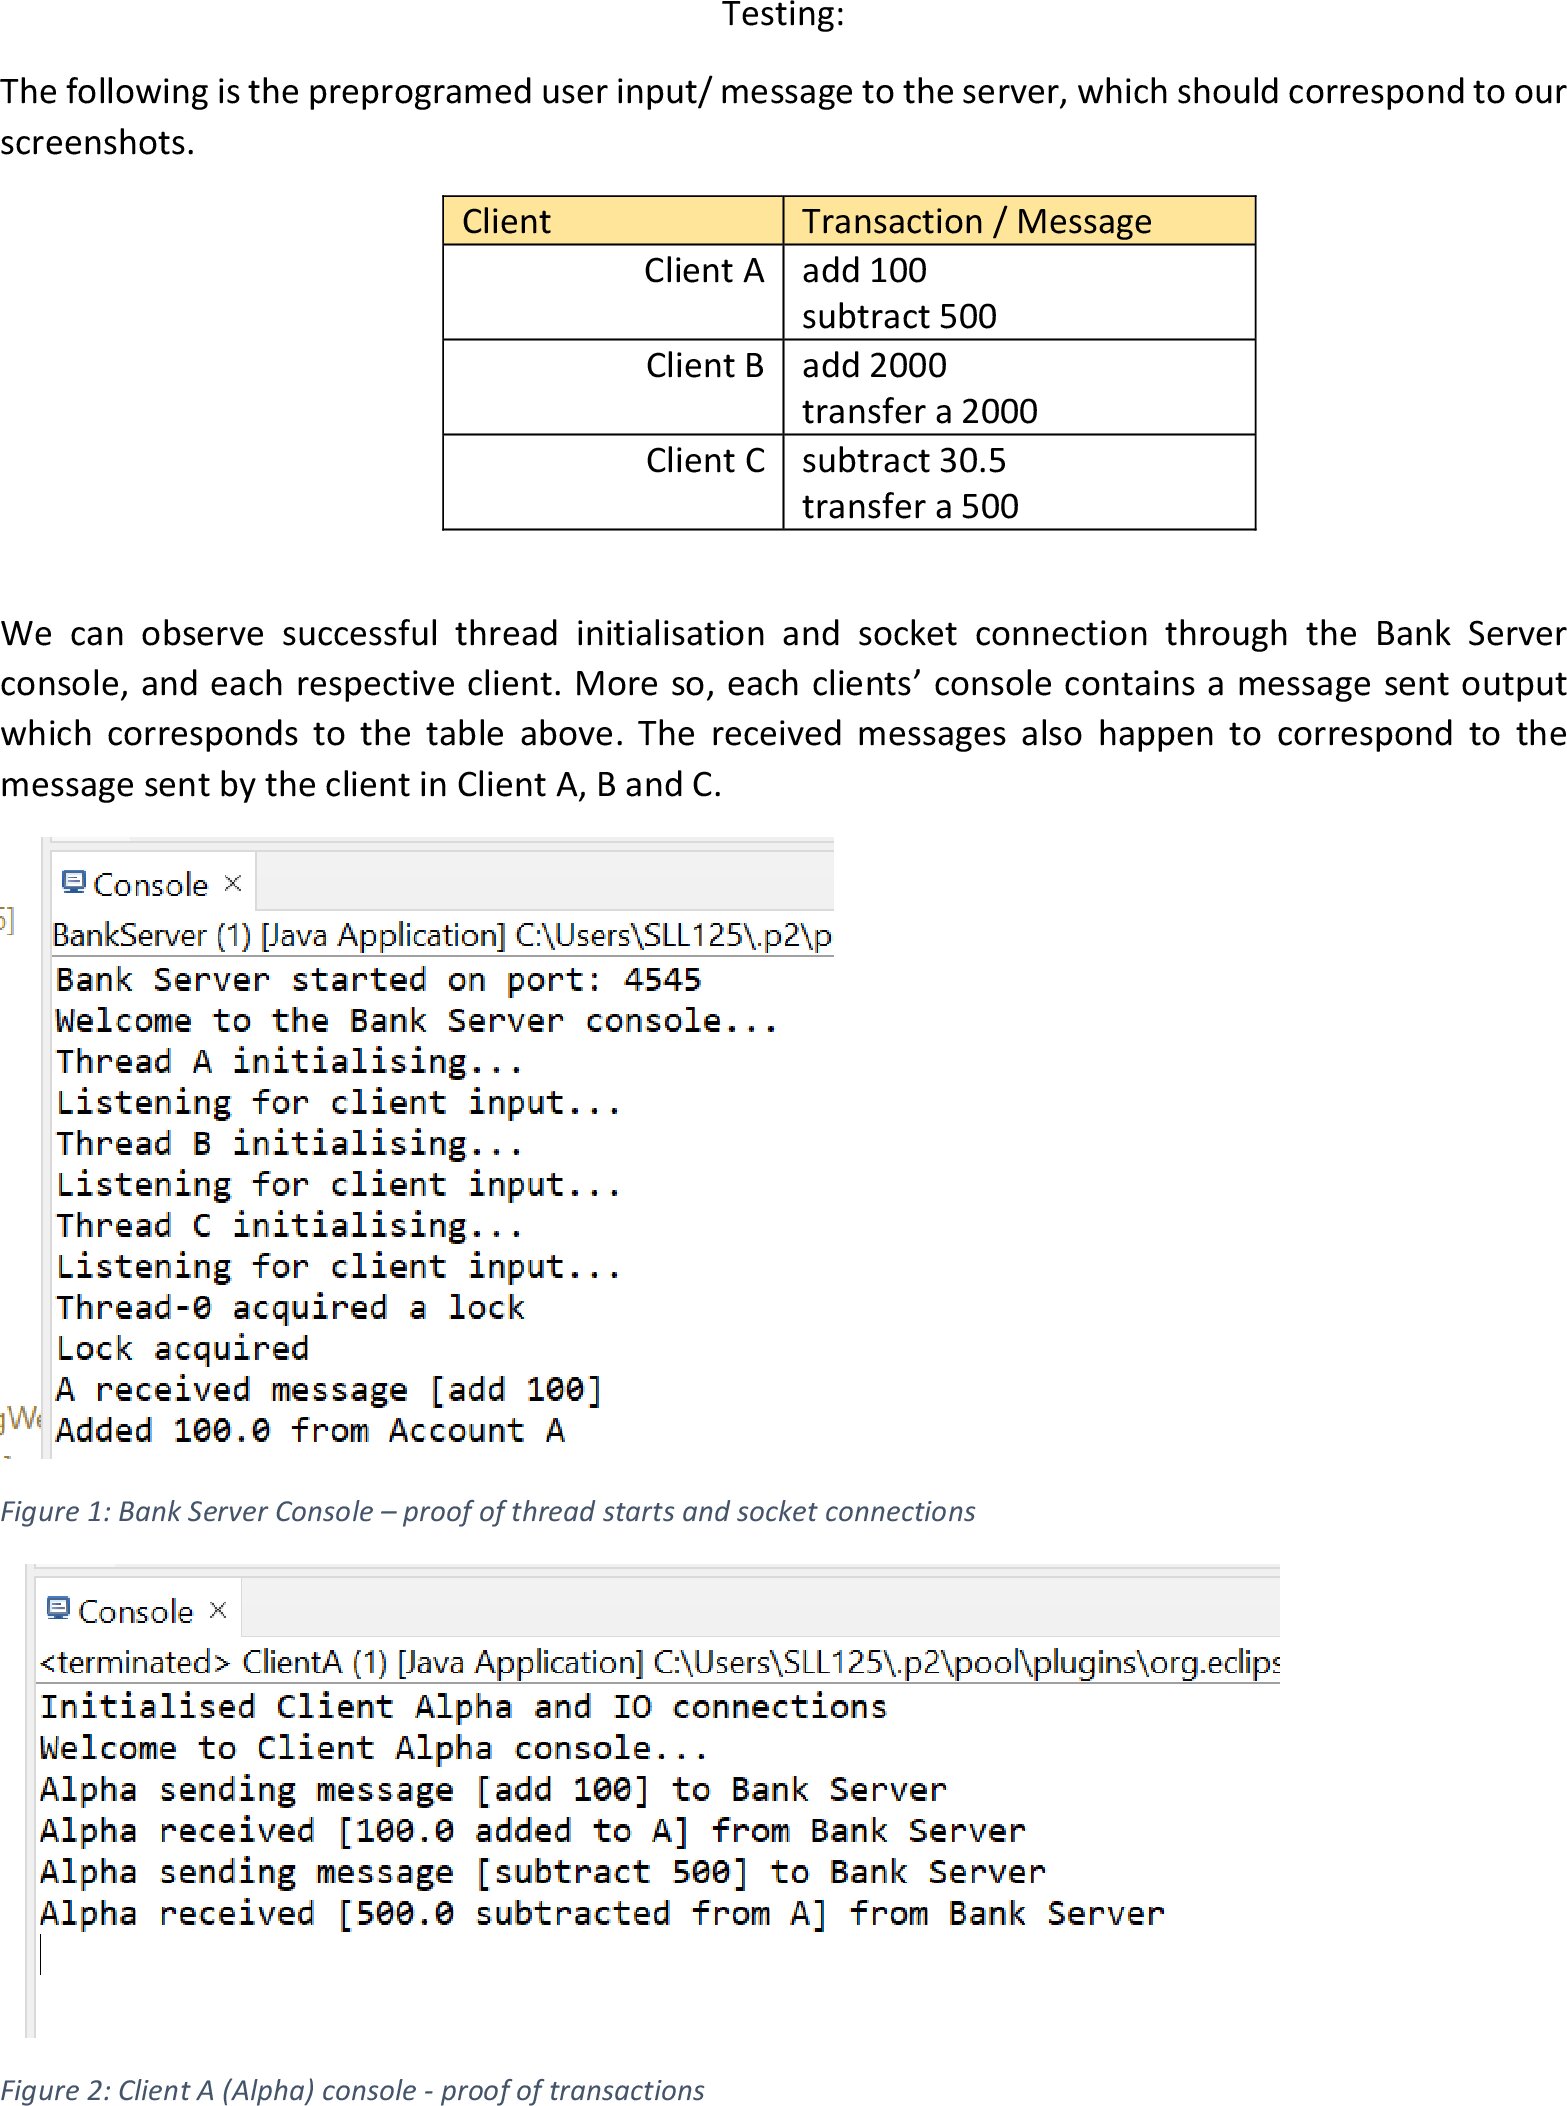 Testing:
The following is the preprogramed user input/ message to the server, which should correspond to our
screenshots.
Client Transaction / Message
Client A add 100
subtract 500
Client B add 2000
transfer a 2000
Client C subtract 30.5
transfer a 500
We can observe successful thread initialisation and socket connection through the Bank Server
console, and each respective client. More so, each clients’ console contains a message sent output
which corresponds to the table above. The received messages also happen to correspond to the
message sent by the client in Client A, B and C.
Console
BankServer (1) [Java Application] C:\Users\SLL125\.p2\p
Bank Server started on port: 4545
Welcome to the Bank Server console...
Thread A initialising...
Listening for client input...
Thread B initialising...
Listening for client input...
Thread C initialising...
Listening for client input...
Thread-0 acquired a lock
Lock acquired
A received message [add 100]
Added 100.0 from Account A
Figure 1: Bank Server Console – proof of thread starts and socket connections
Console
<terminated> ClientA (1) [Java Application] C:\Users\SLL125\.p2\pool\plugins\org.eclips
Initialised Client Alpha and IO connections
Welcome to Client Alpha console...
Alpha sending message [add 100] to Bank Server
Alpha received [100.0 added to A] from Bank Server
Alpha sending message [subtract 500] to Bank Server
Alpha received [500.0 subtracted from A] from Bank Server
Figure 2: Client A (Alpha) console - proof of transactions